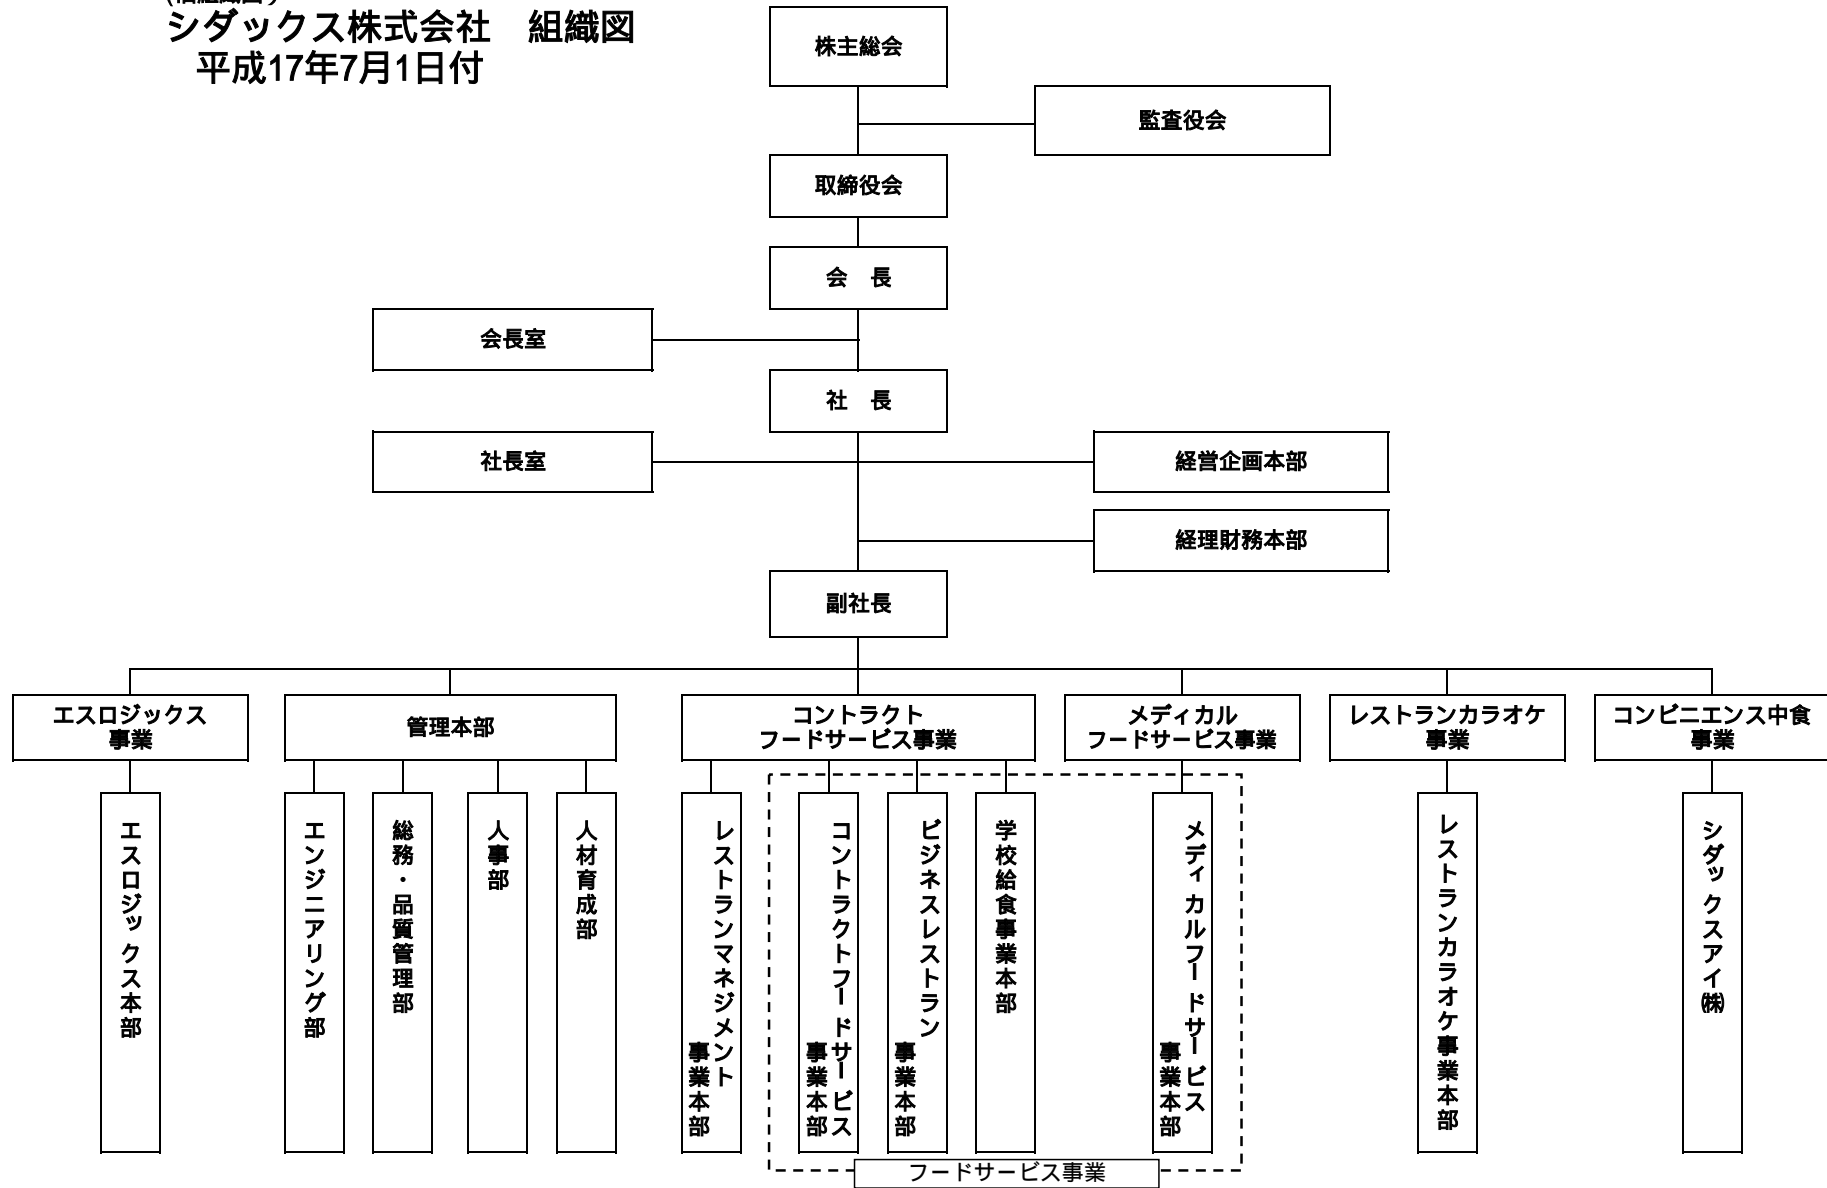 シダックス株式会社　組織図
平成17年7月1日付
株主総会
監査役会
取締役会
会　長
会長室
社　長
社長室
経営企画本部
経理財務本部
副社長
エスロジックス
事業
管理本部
コントラクト
フードサービス事業
メディカル
フードサービス事業
レストランカラオケ
事業
コンビニエンス中食
事業
エスロジックス本部
エンジニアリング部
総務・品質管理部
人事部
人材育成部
レストランマネジメント
事業本部
コントラクトフードサービス
事業本部
ビジネスレストラン
事業本部
学校給食事業本部
メディカルフードサービス
事業本部
レストランカラオケ事業本部
シダックスアイ㈱
フードサービス事業